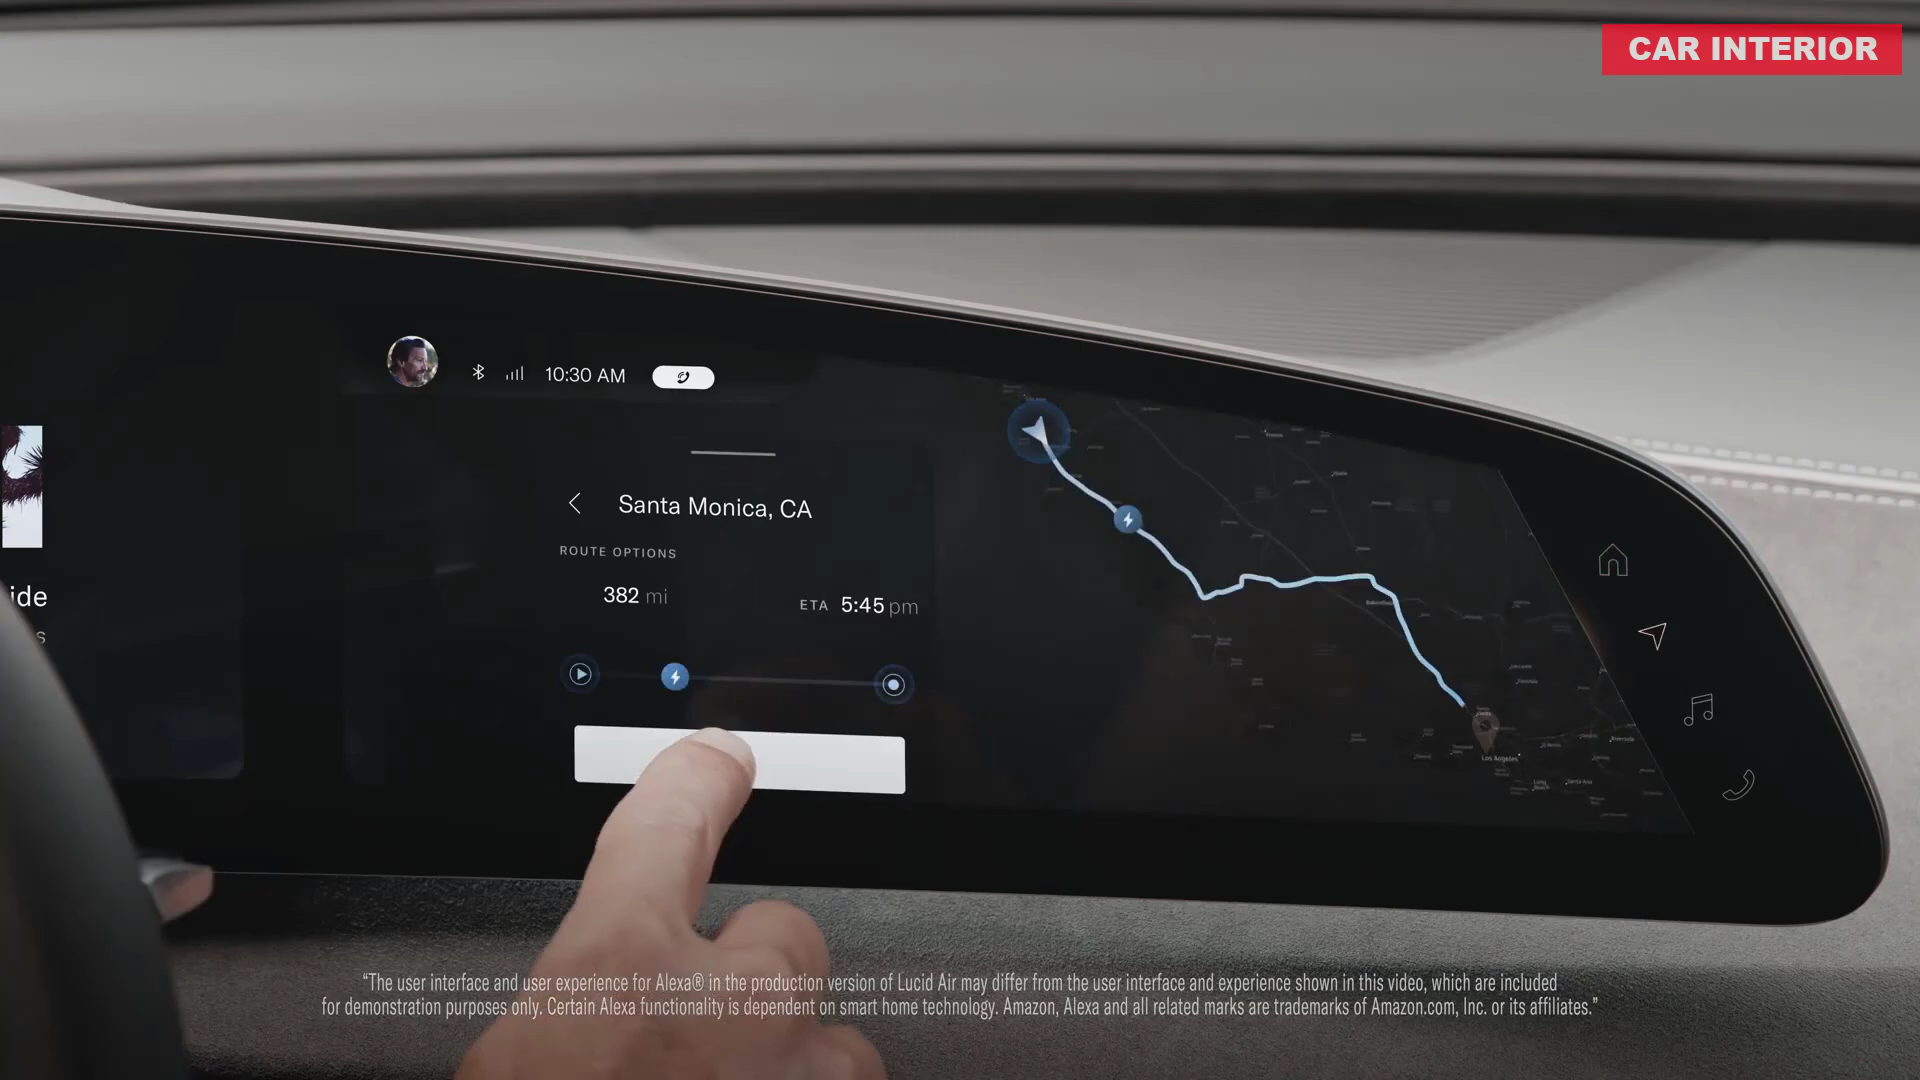 CAR INTERIOR
10:30 AM
Santa Monica, CA
ROUTE OPTIONS
382 mi
ETA 5:45 pm
ide
s
Los Angeles
“The user interface and user experience for Alexa® in the production version of Lucid Air may differ from the user interface and experience shown in this video, which are included
for demonstration purposes only. Certain Alexa functionality is dependent on smart home technology. Amazon, Alexa and all related marks are trademarks of Amazon.com, Inc. or its affiliates.”